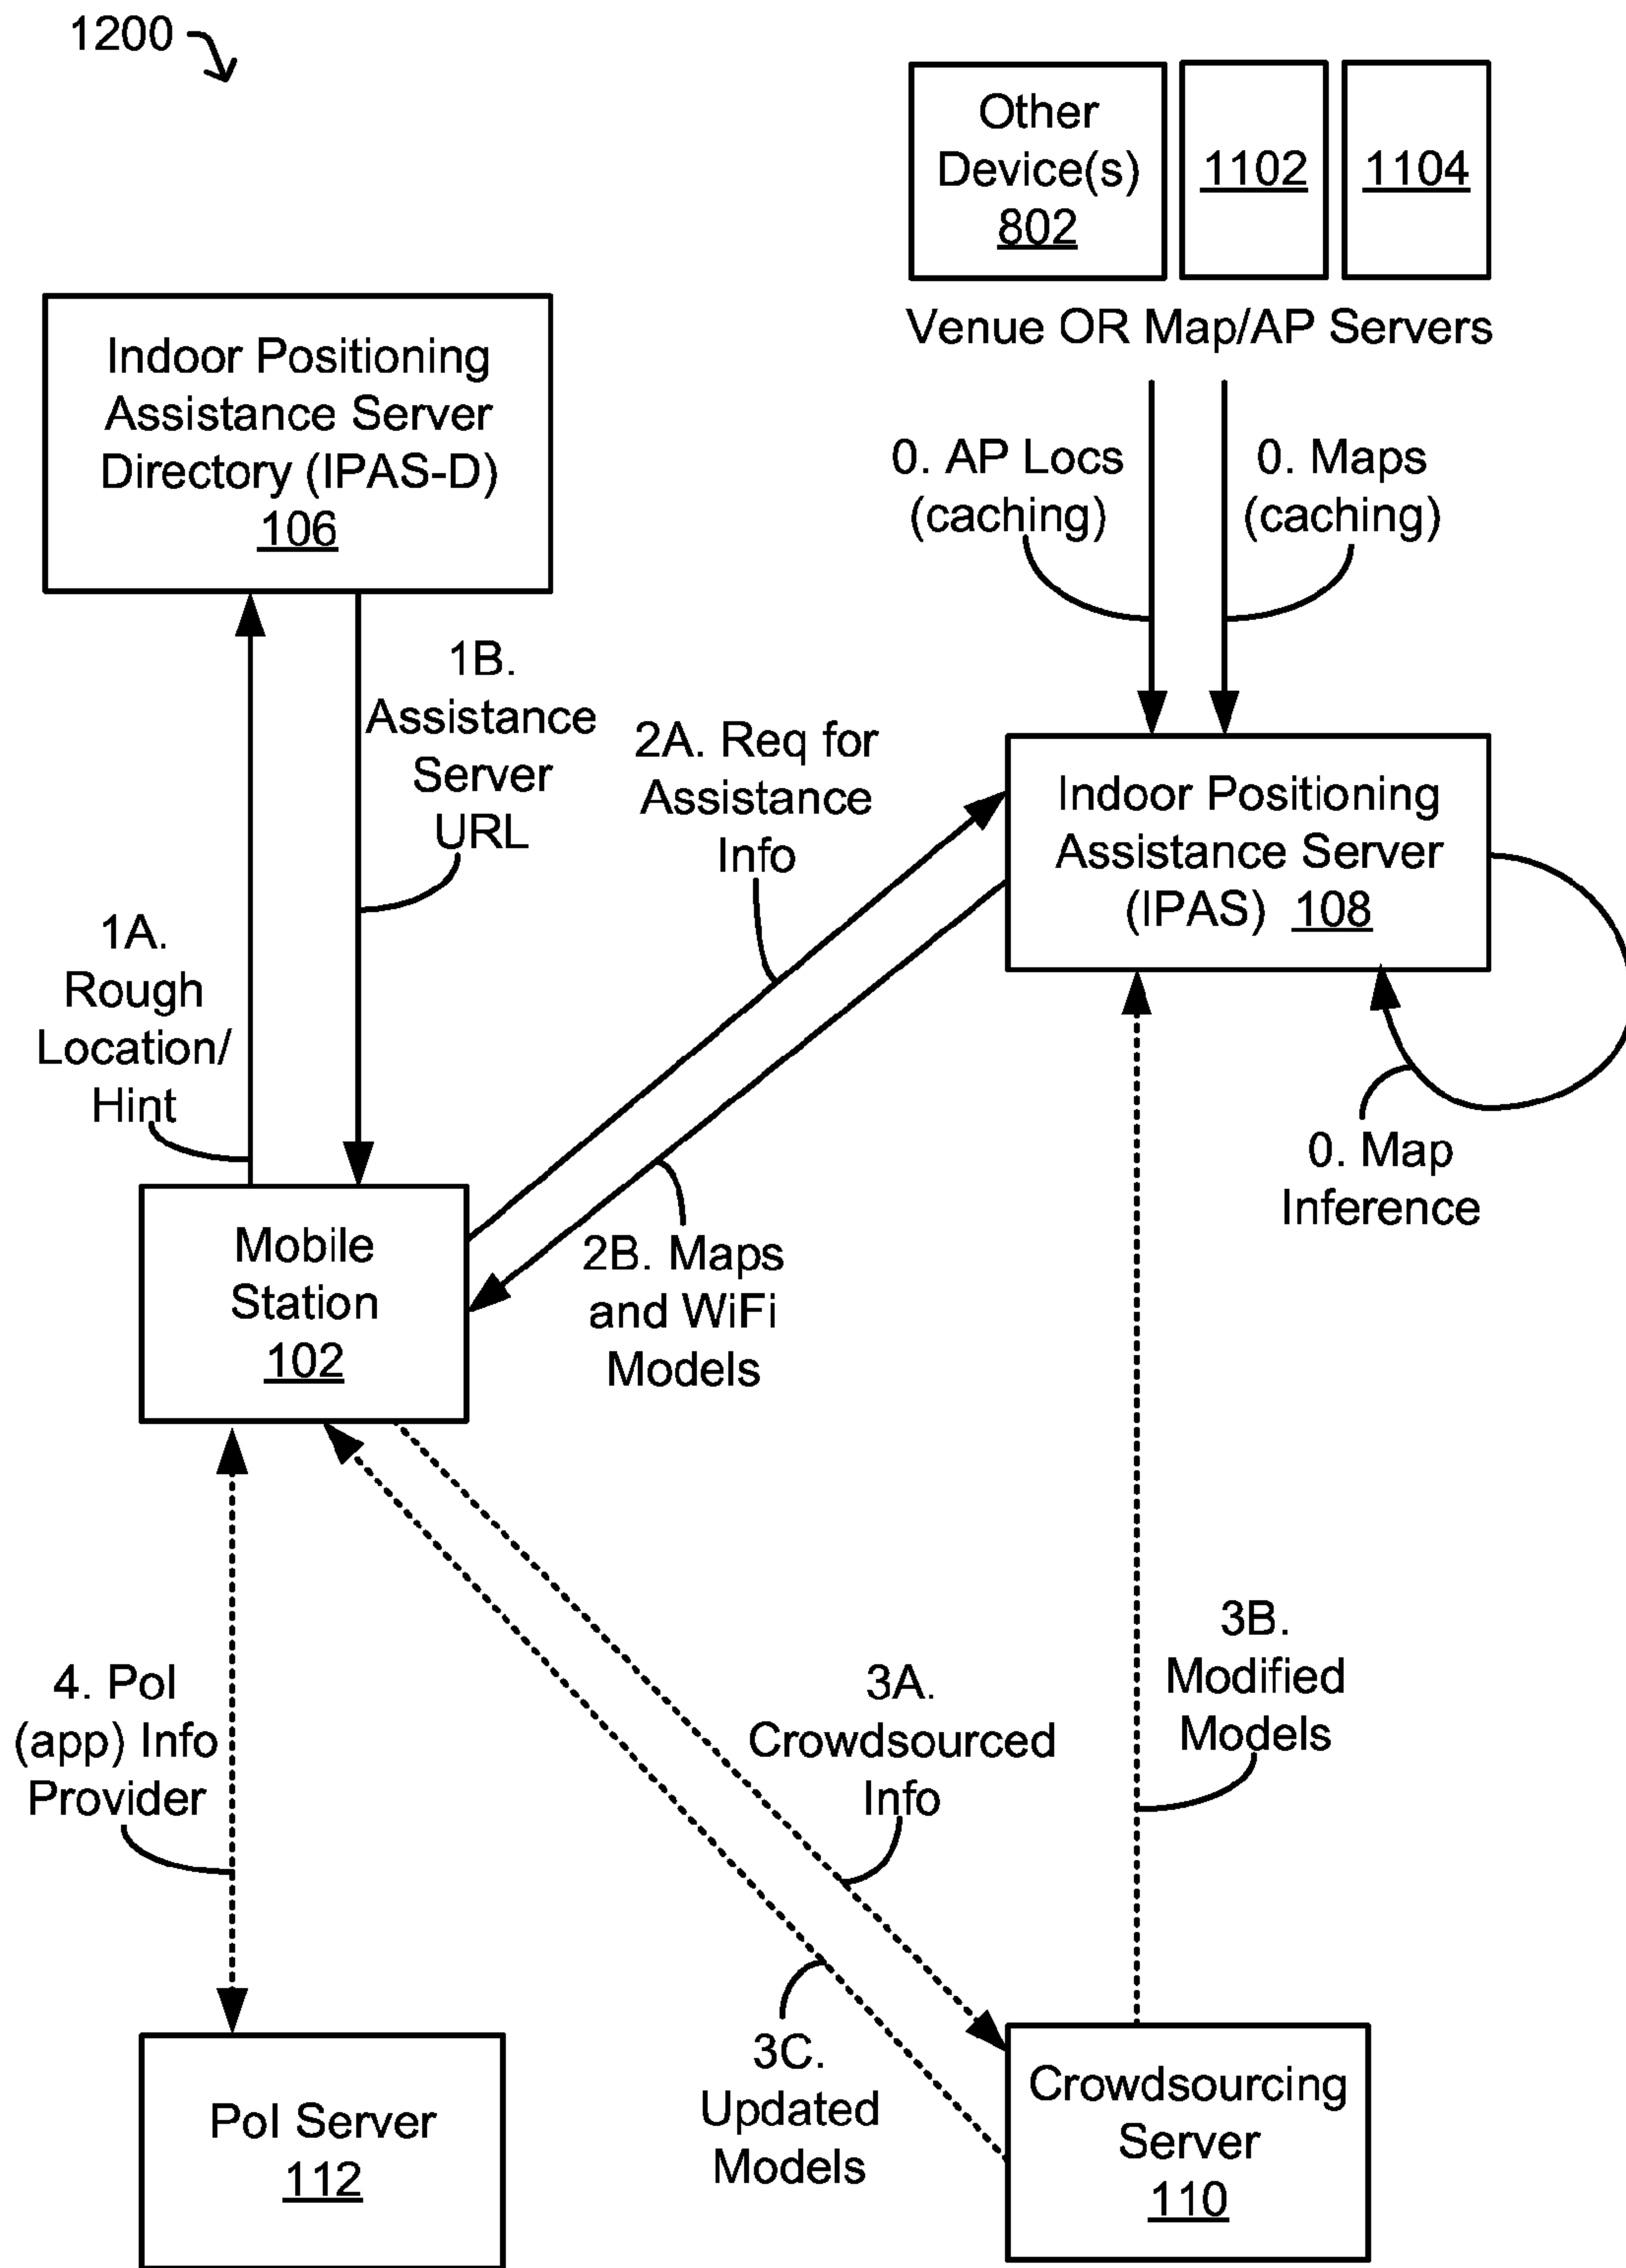 1200
Other
Device(s)
802
1102
1104
Venue OR Map/AP Servers
Indoor Positioning
Assistance Server
Directory (IPAS-D)
106
0. AP Locs
(caching)
0. Maps
(caching)
1B.
Assistance
Server
URL
2A. Req for
Assistance
Info
Indoor Positioning
Assistance Server
(IPAS) 108
1A.
Rough
Location/
Hint
0. Map
Inference
Mobile
Station
102
2B. Maps
and WiFi
Models
3B.
Modified
Models
4. PoI
(app) Info
Provider
3A.
Crowdsourced
Info
3C.
Updated
Models
PoI Server
112
Crowdsourcing
Server
110